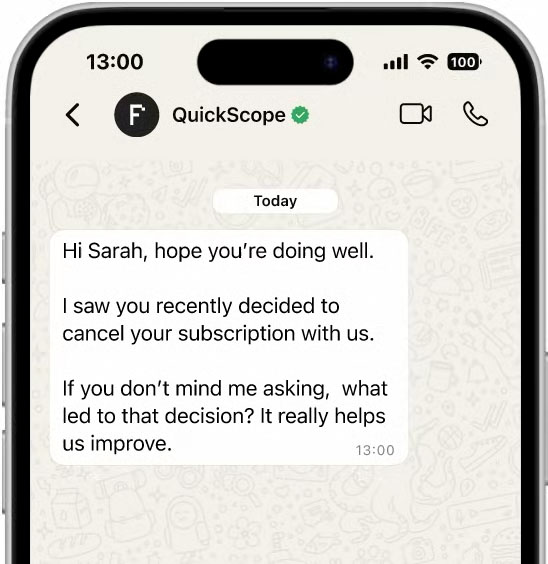 13:00
100
F
QuickScope
Today
Hi Sarah, hope you’re doing well.
I saw you recently decided to
cancel your subscription with us.
If you don’t mind me asking,  what
led to that decision? It really helps
us improve.
13:00